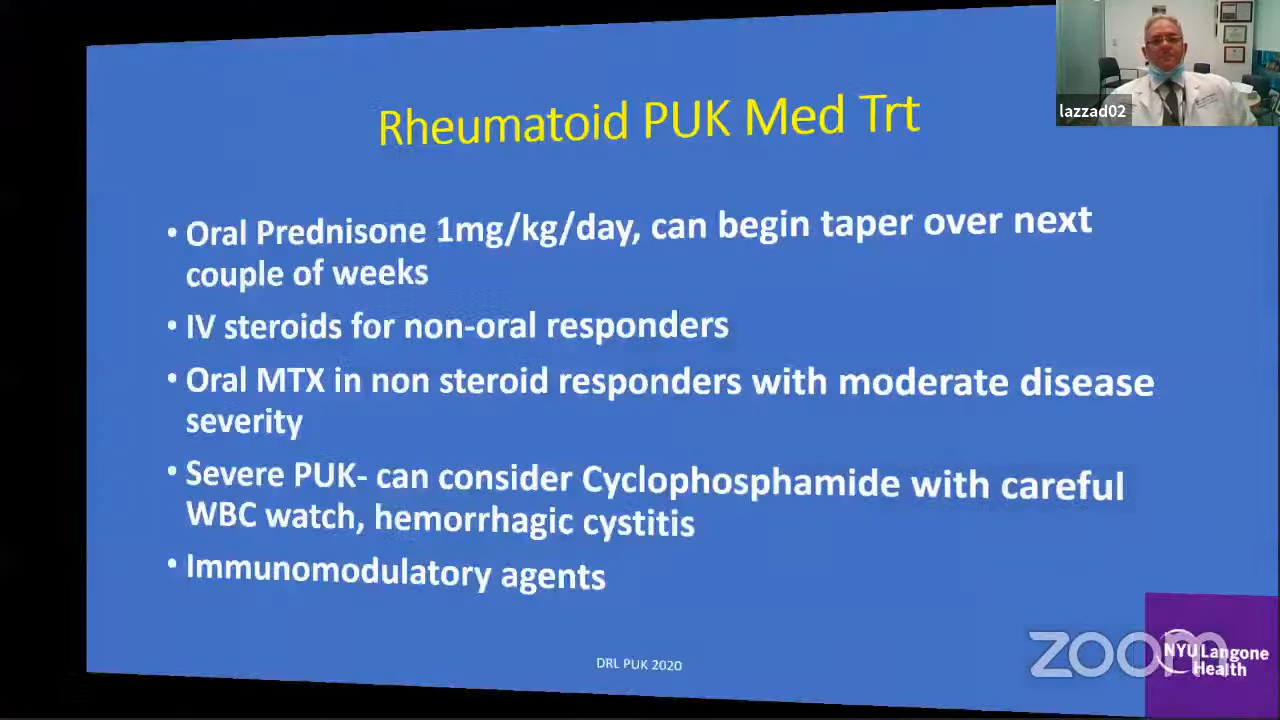 lazzad02
Rheumatoid PUK Med Trt
• Oral Prednisone 1mg/kg/day, can begin taper over next
couple of weeks
• IV steroids for non-oral responders
• Oral MTX in non steroid responders with moderate disease
severity
• Severe PUK- can consider Cyclophosphamide with careful
WBC watch, hemorrhagic cystitis
• Immunomodulatory agents
DRL PUK 2020
zoom
NYU Langone
Health